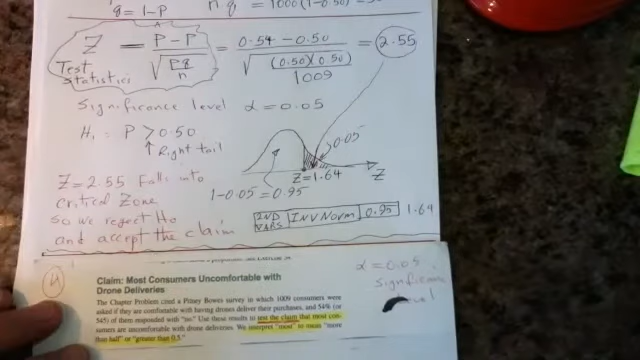 q = 1-P
Z = P̂-P / √(Pq/n) = 0.54-0.50 / √((0.50)(0.50)/1009) = 2.55
Test
Statistics
Significance level α=0.05
H₁ : P > 0.50
↑ Right tail
0.05
Z=1.64 Z
Z=2.55 Falls into
critical Zone
1-0.05=0.95
2ND VARS INVNorm 0.95 1.64
so we reject Ho
and accept the claim
4
Claim: Most Consumers Uncomfortable with
Drone Deliveries
α=0.05
The Chapter Problem cited a Pitney Bowes survey in which 1009 consumers were
asked if they are comfortable with having drones deliver their purchases, and 54% (or
545) of them responded with "no." Use these results to test the claim that most con-
sumers are uncomfortable with drone deliveries. We interpret "most" to mean "more
than half" or "greater than 0.5."